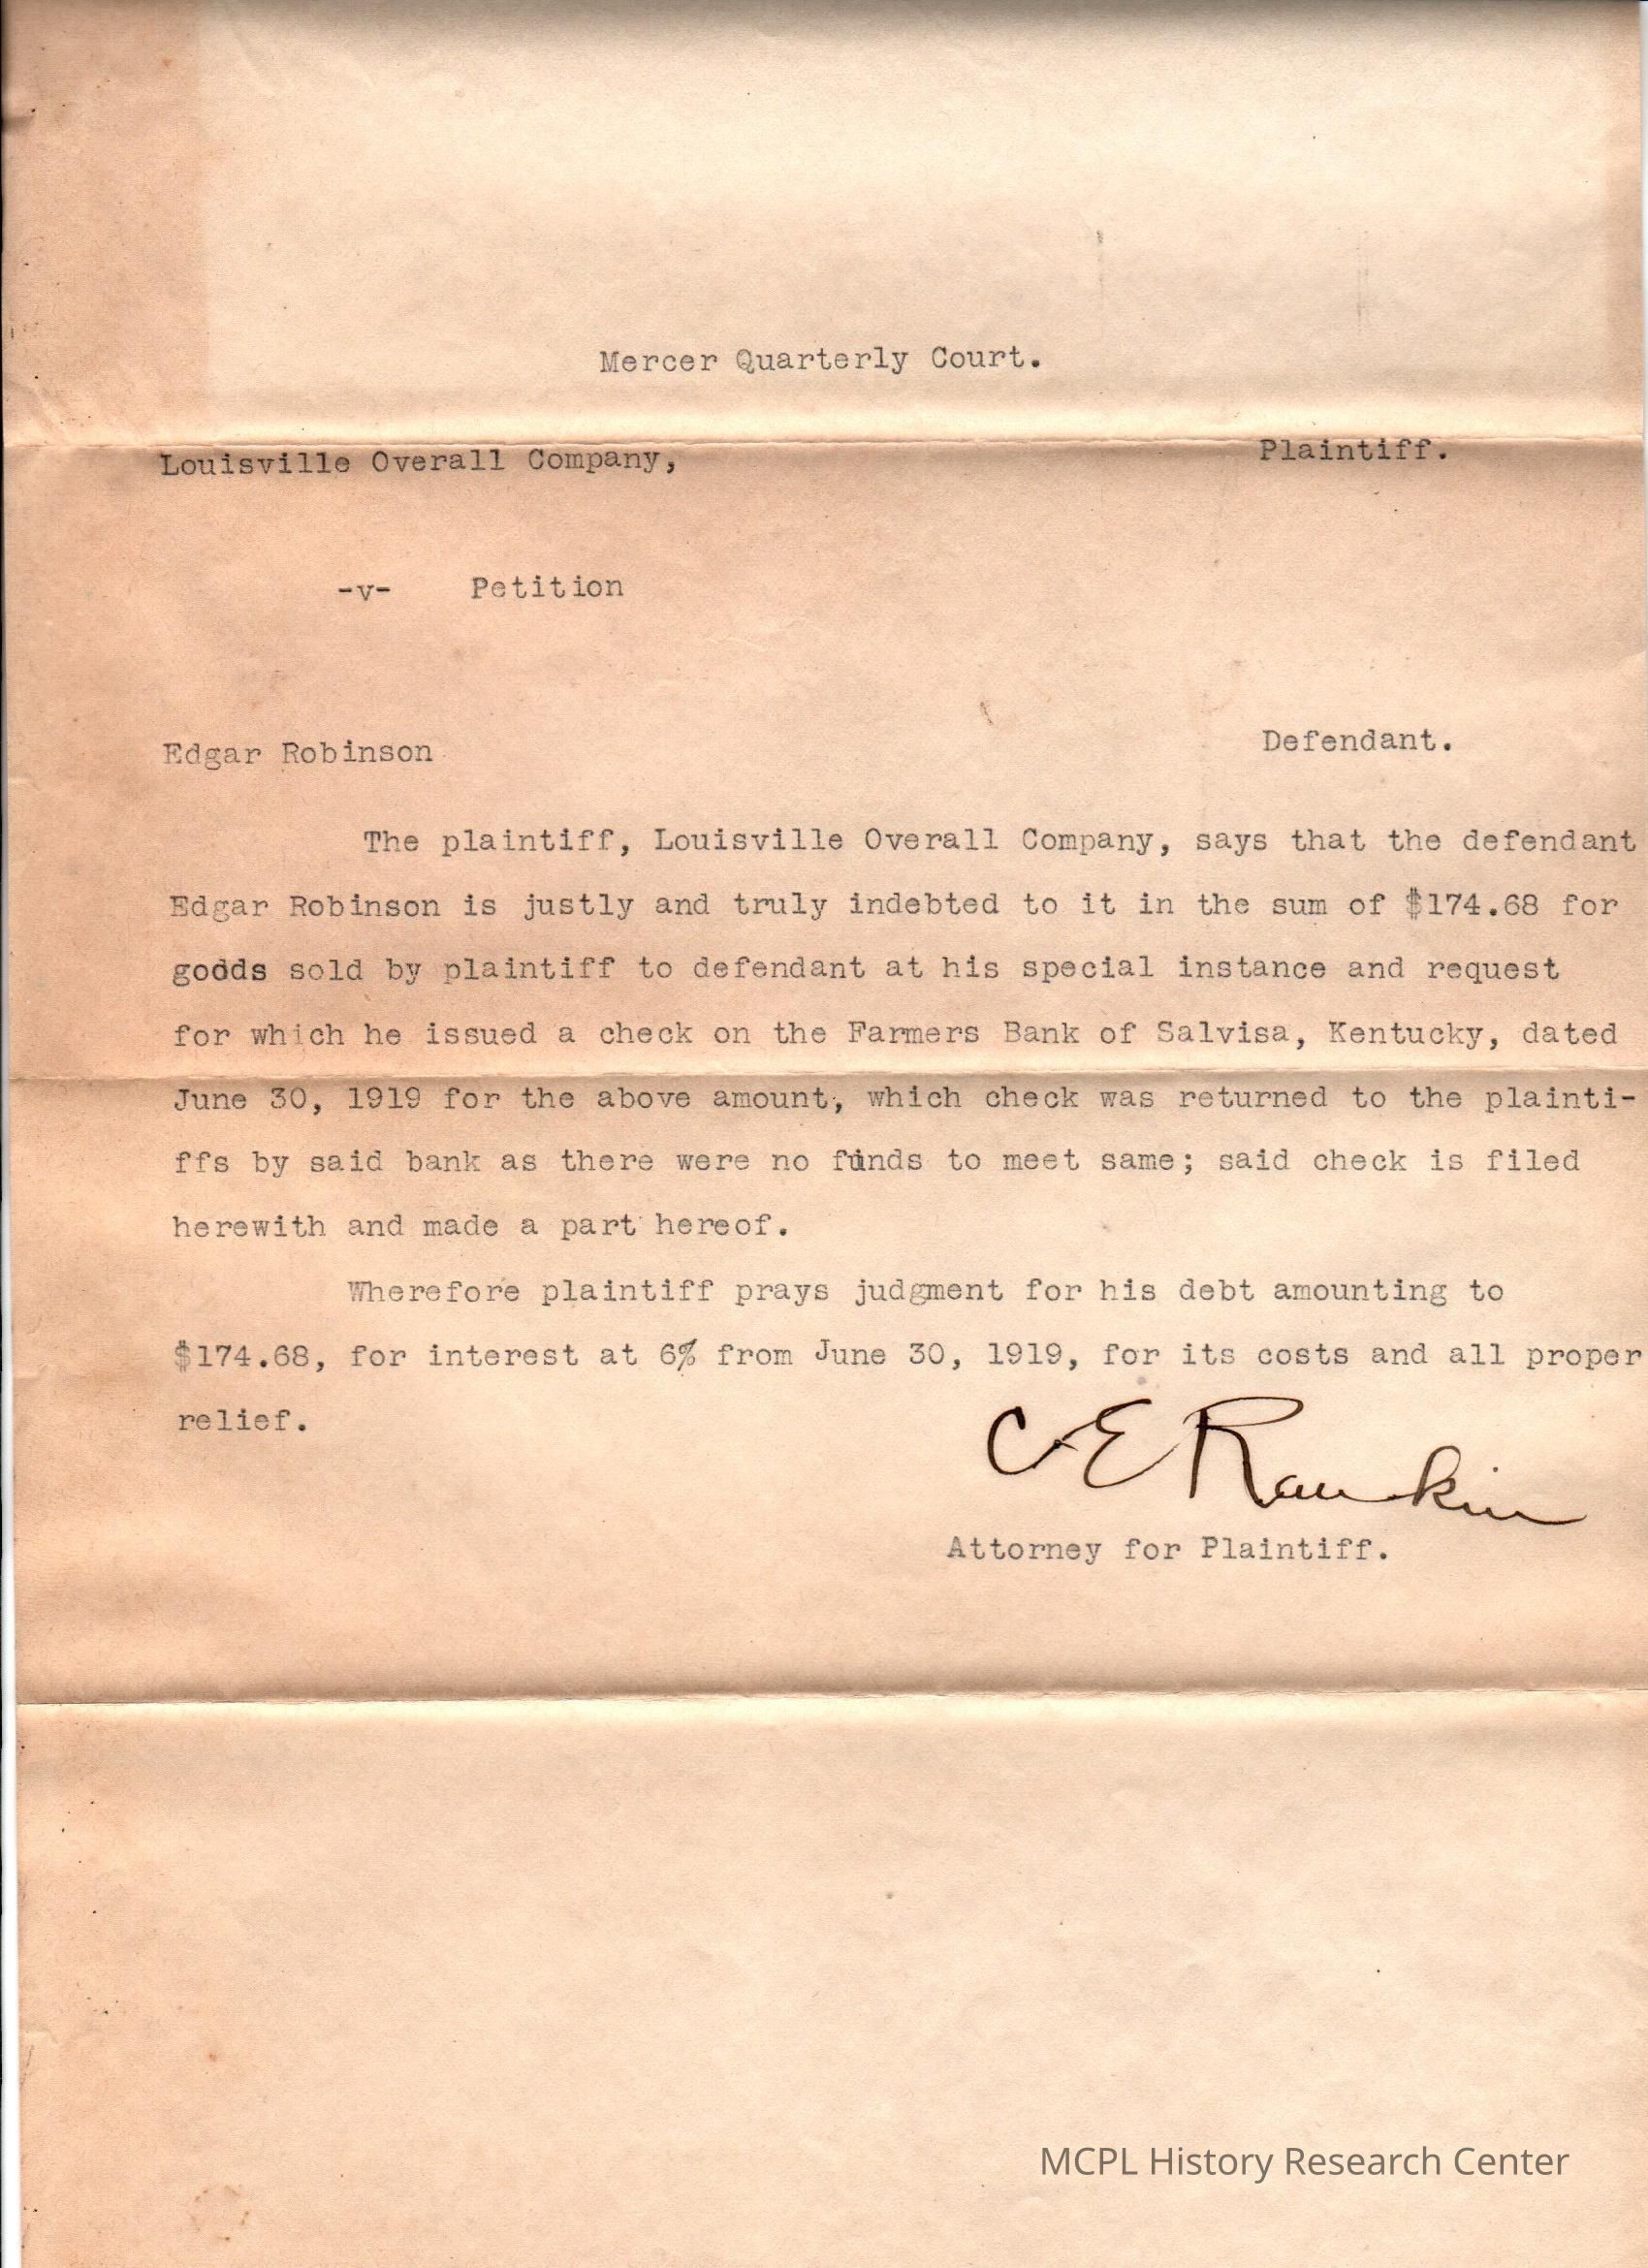 Mercer Quarterly Court.
Louisville Overall Company, Plaintiff.
-v- Petition
Edgar Robinson Defendant.
The plaintiff, Louisville Overall Company, says that the defendant
Edgar Robinson is justly and truly indebted to it in the sum of $174.68 for
godds sold by plaintiff to defendant at his special instance and request
for which he issued a check on the Farmers Bank of Salvisa, Kentucky, dated
June 30, 1919 for the above amount, which check was returned to the plainti-
ffs by said bank as there were no funds to meet same; said check is filed
herewith and made a part hereof.
Wherefore plaintiff prays judgment for his debt amounting to
$174.68, for interest at 6% from June 30, 1919, for its costs and all proper
relief.
C E Rankin
Attorney for Plaintiff.
MCPL History Research Center